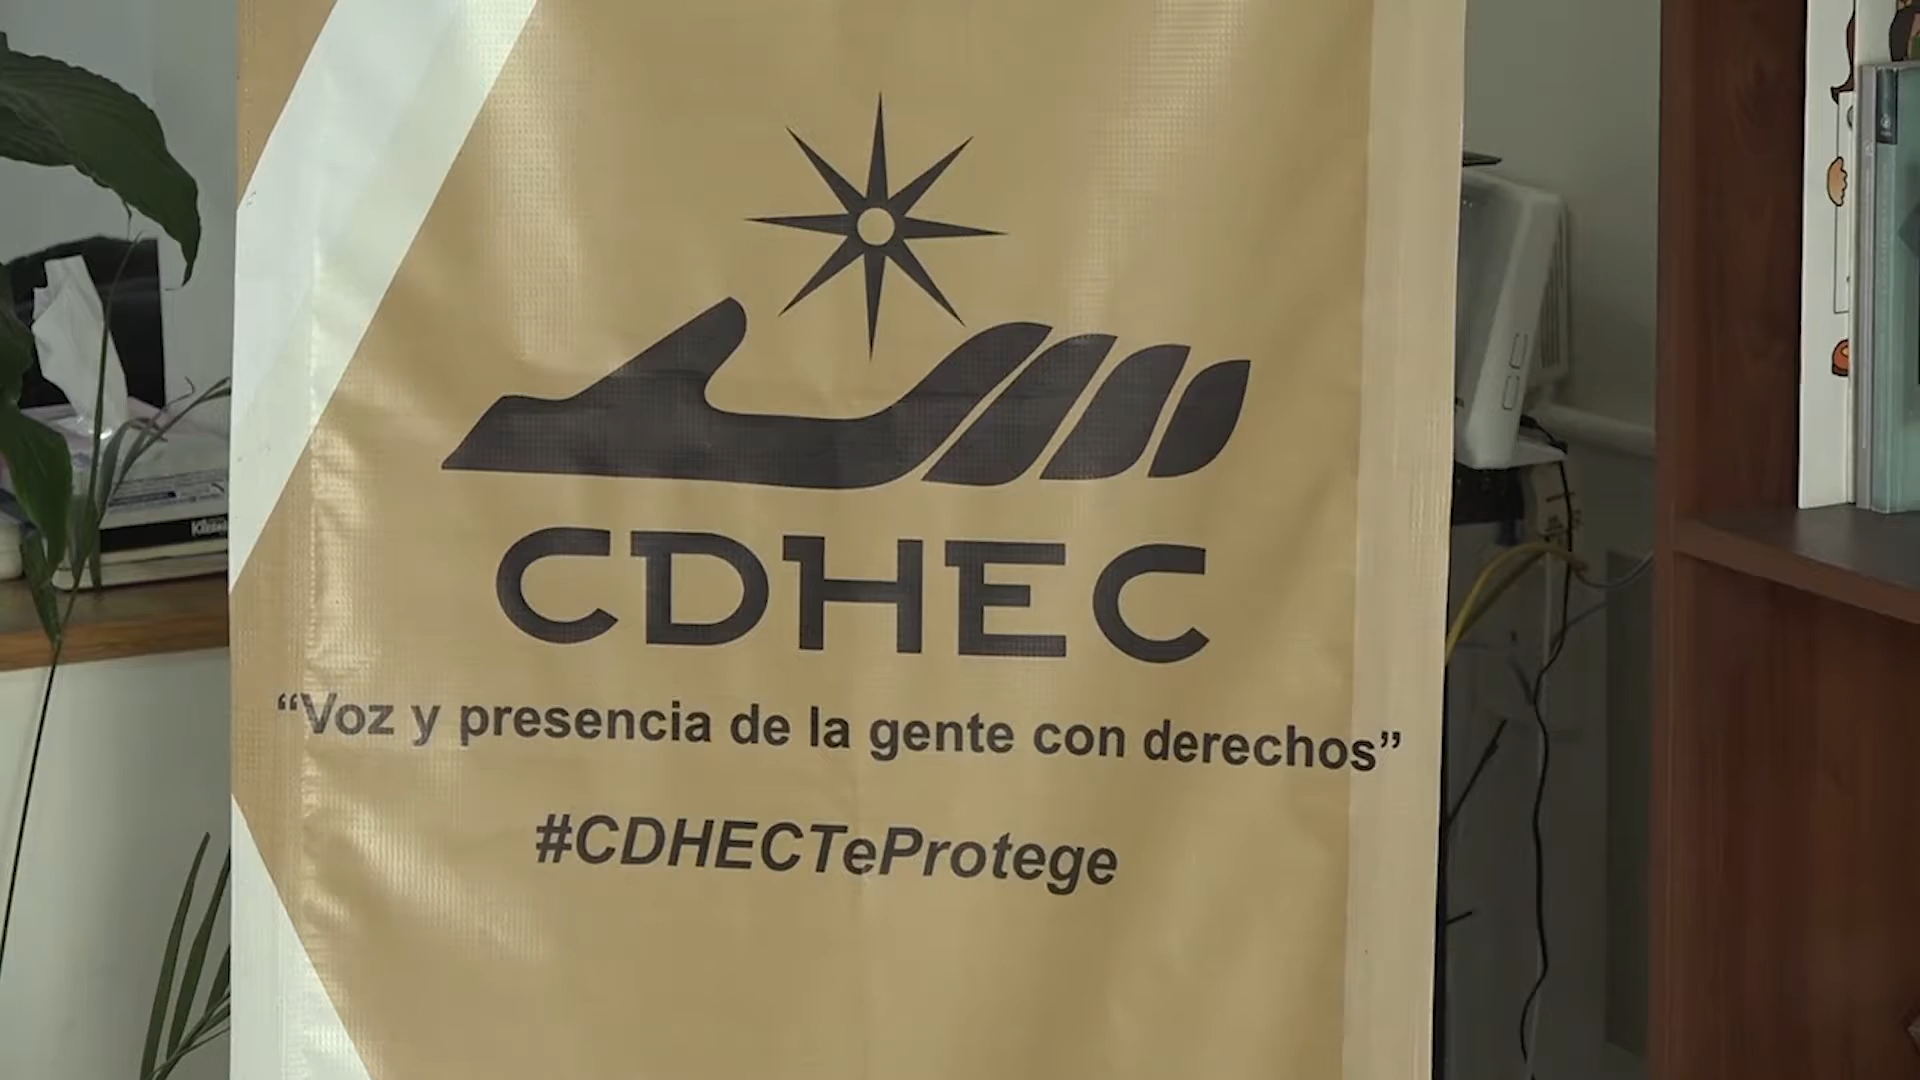 CDHEC
“Voz y presencia de la gente con derechos”
#CDHECTeProtege